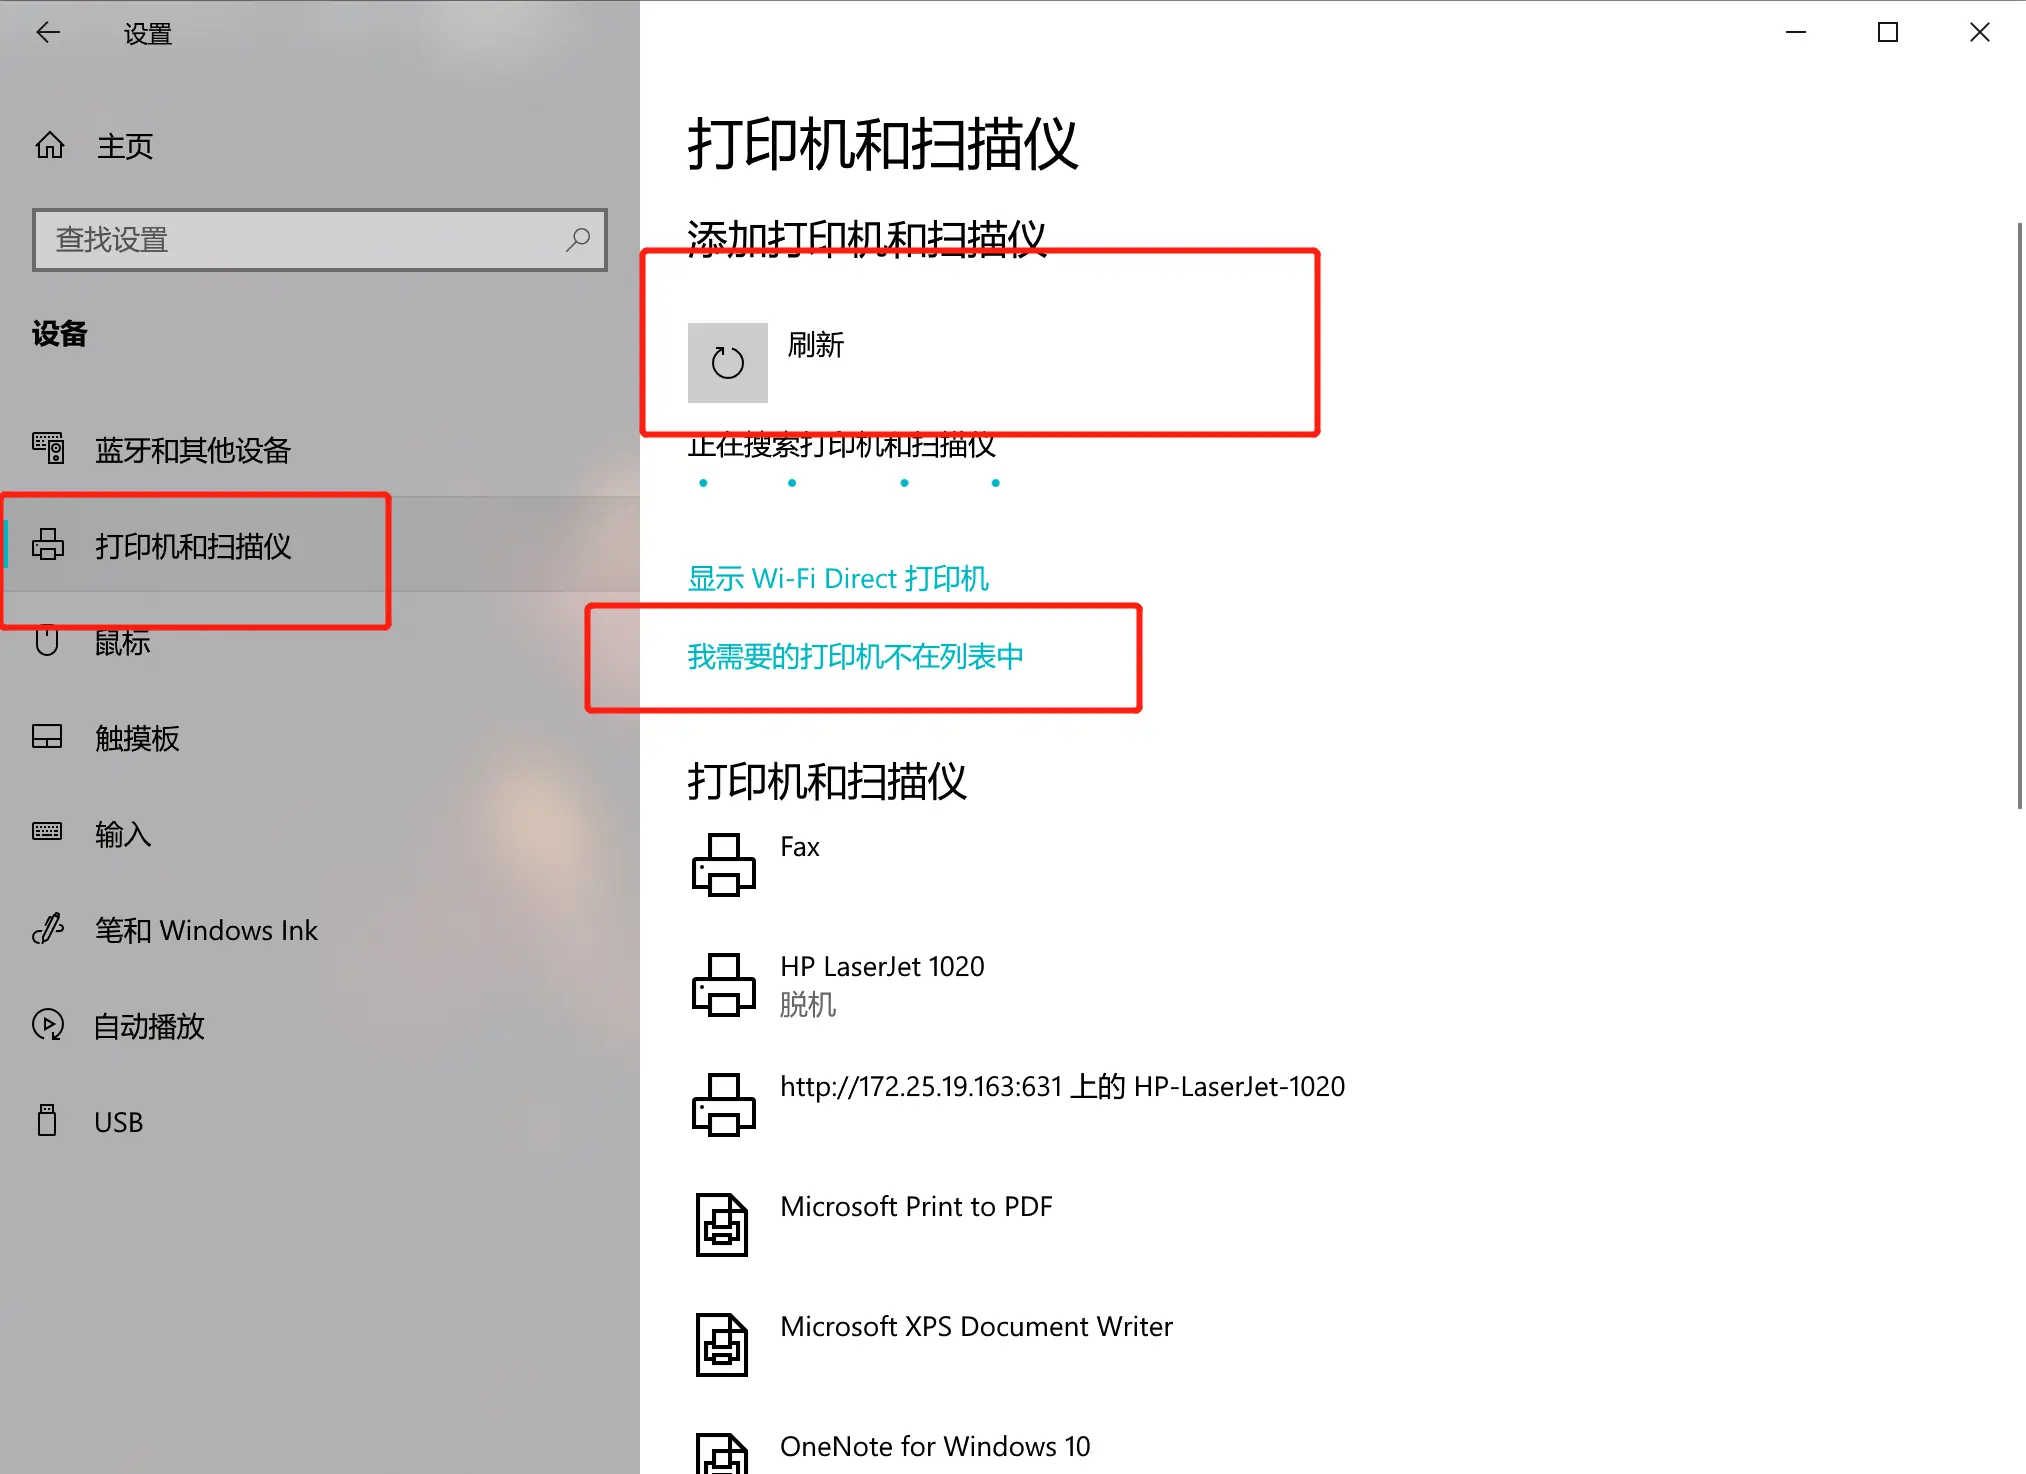 设置
主页
查找设置
设备
蓝牙和其他设备
打印机和扫描仪
鼠标
触摸板
输入
笔和 Windows Ink
自动播放
USB
打印机和扫描仪
添加打印机和扫描仪
刷新
正在搜索打印机和扫描仪
显示 Wi-Fi Direct 打印机
我需要的打印机不在列表中
打印机和扫描仪
Fax
HP LaserJet 1020
脱机
http://172.25.19.163:631 上的 HP-LaserJet-1020
Microsoft Print to PDF
Microsoft XPS Document Writer
OneNote for Windows 10